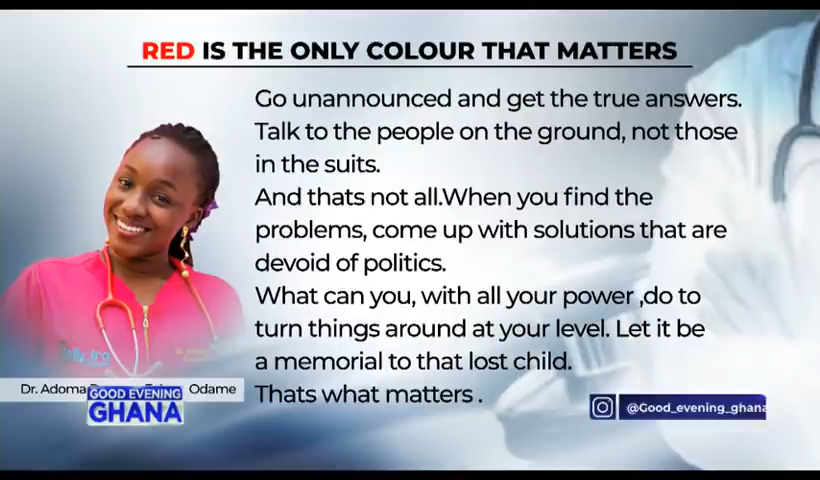 RED IS THE ONLY COLOUR THAT MATTERS
Go unannounced and get the true answers.
Talk to the people on the ground, not those
in the suits.
And thats not all.When you find the
problems, come up with solutions that are
devoid of politics.
What can you, with all your power ,do to
turn things around at your level. Let it be
a memorial to that lost child.
Thats what matters .
Dr. Adoma Odame
GOOD EVENING
GHANA
@Good_evening_ghana